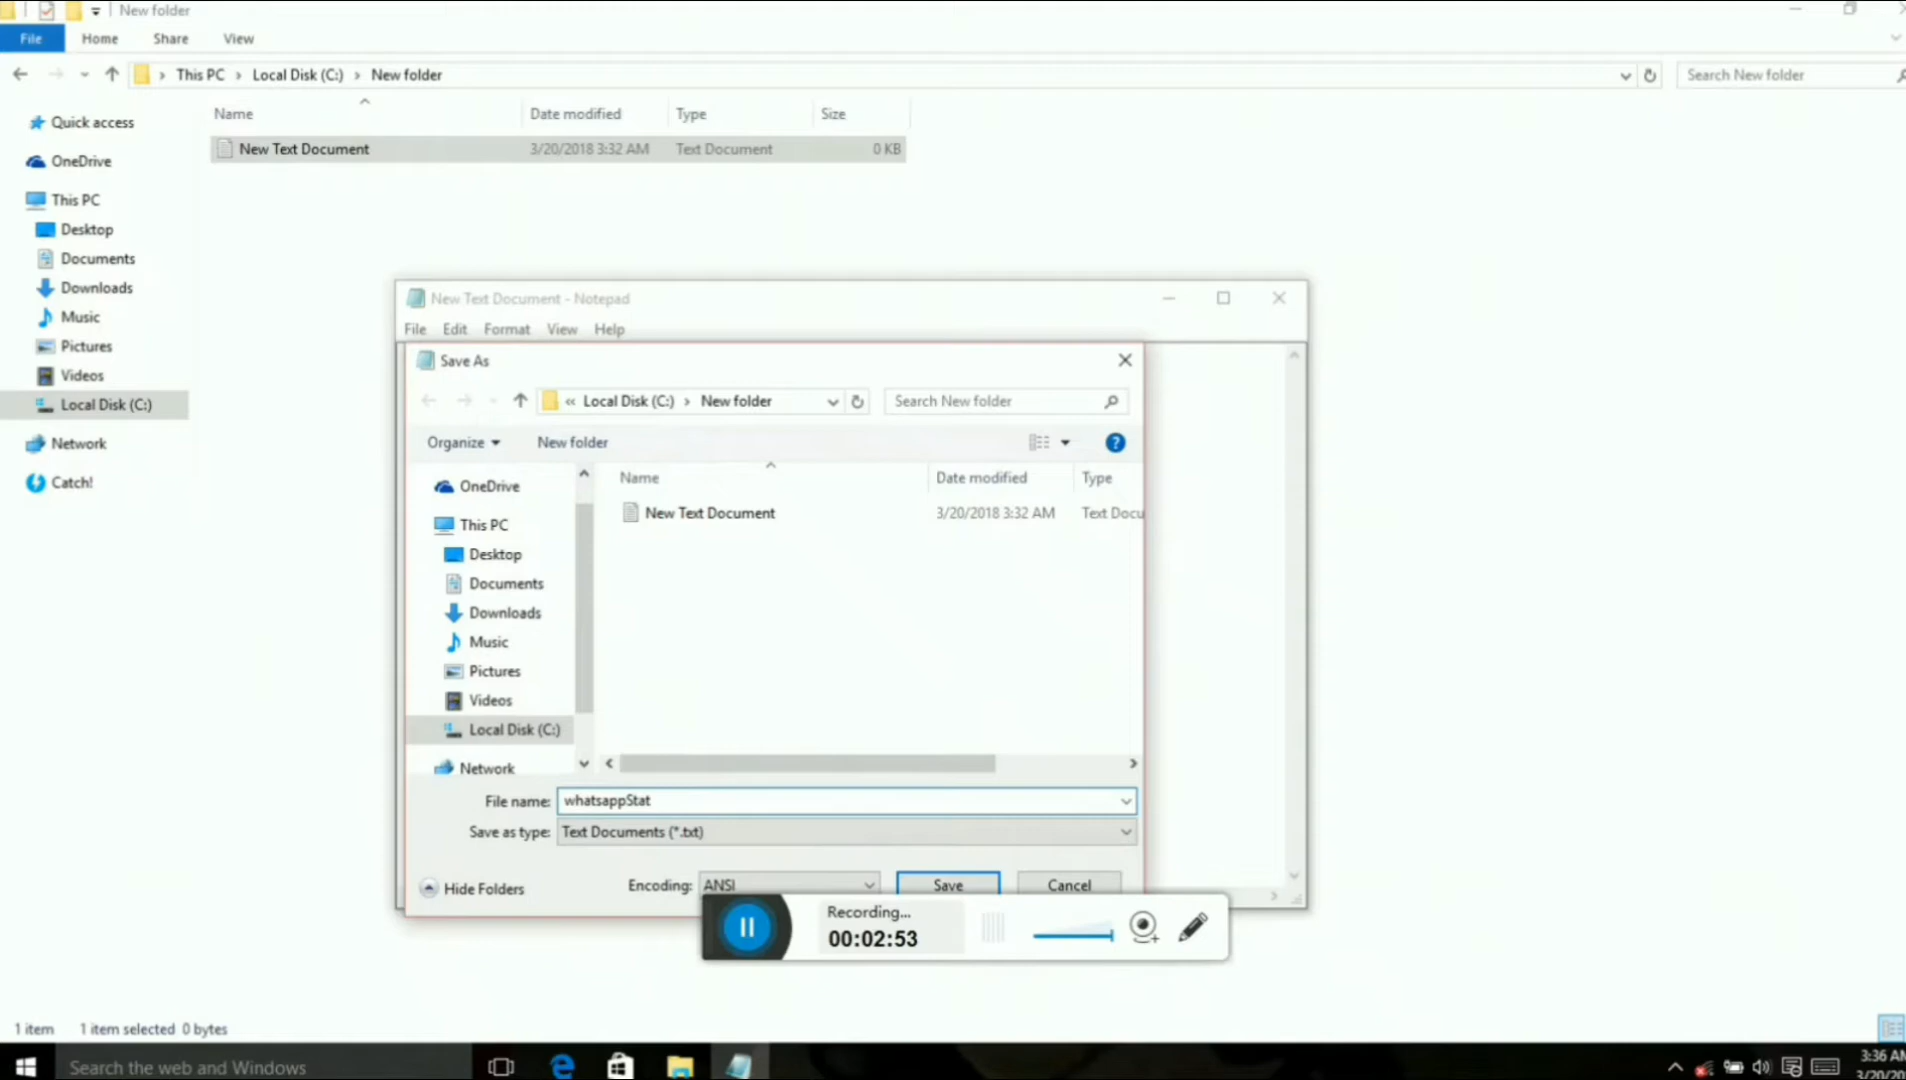 New folder
File Home Share View
This PC Local Disk (C:) New folder
Search New folder
Name Date modified Type Size
New Text Document 3/20/2018 3:32 AM Text Document 0 KB
Quick access
OneDrive
This PC
Desktop
Documents
Downloads
Music
Pictures
Videos
Local Disk (C:)
Network
Catch!
New Text Document - Notepad
File Edit Format View Help
Save As
« Local Disk (C:) New folder
Search New folder
Organize New folder
OneDrive
This PC
Desktop
Documents
Downloads
Music
Pictures
Videos
Local Disk (C:)
Network
Name Date modified Type
New Text Document 3/20/2018 3:32 AM Text Docu
File name: whatsappStat
Save as type: Text Documents (*.txt)
Hide Folders Encoding: ANSI Save Cancel
Recording...
00:02:53
1 item 1 item selected 0 bytes
Search the web and Windows
3:36 AM
3/20/20